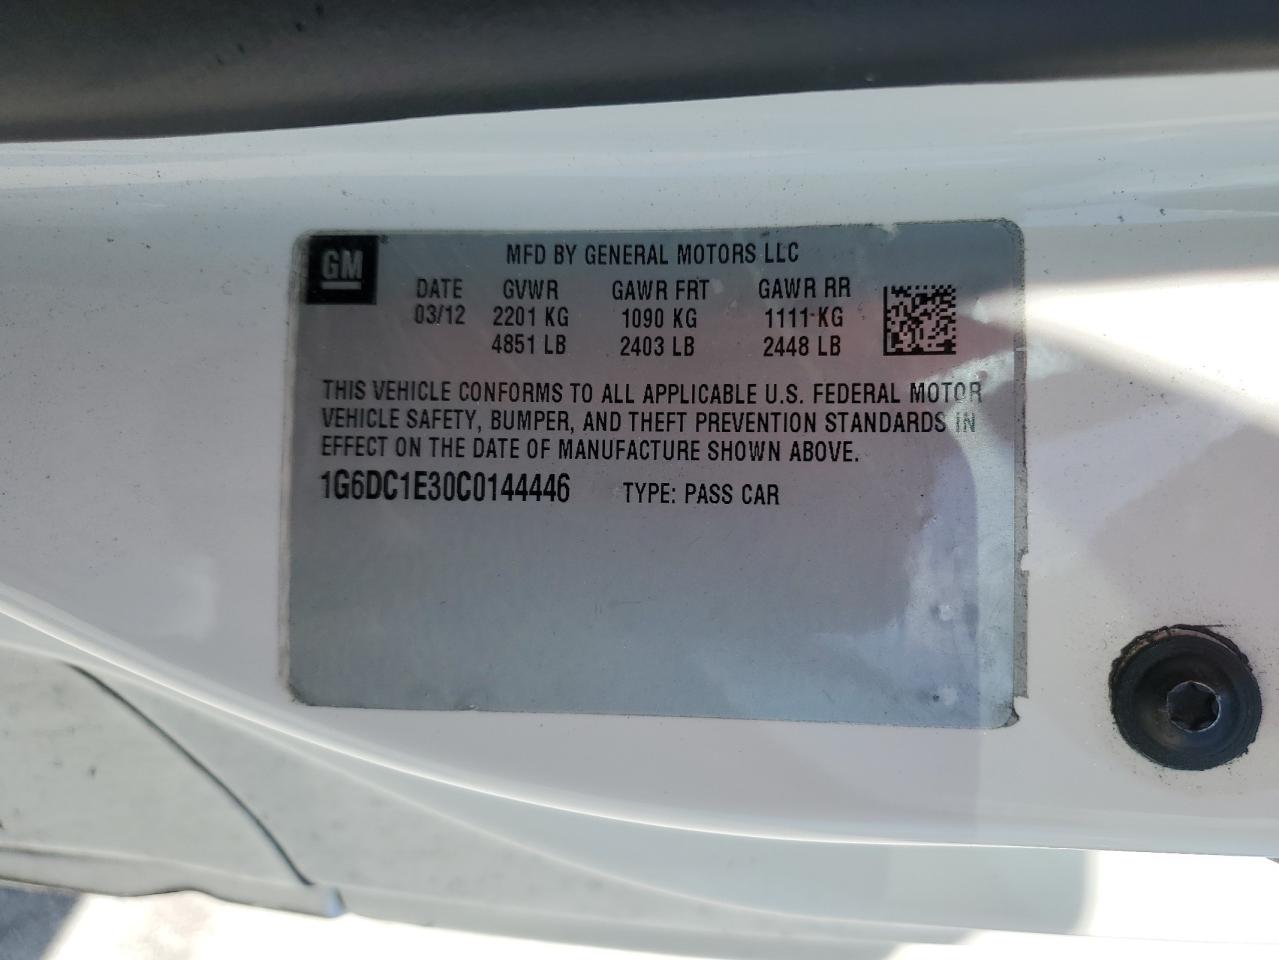 GM®
MFD BY GENERAL MOTORS LLC
DATE GVWR GAWR FRT GAWR RR
03/12 2201 KG 1090 KG 1111 KG
4851 LB 2403 LB 2448 LB
THIS VEHICLE CONFORMS TO ALL APPLICABLE U.S. FEDERAL MOTOR
VEHICLE SAFETY, BUMPER, AND THEFT PREVENTION STANDARDS IN
EFFECT ON THE DATE OF MANUFACTURE SHOWN ABOVE.
1G6DC1E30C0144446 TYPE: PASS CAR